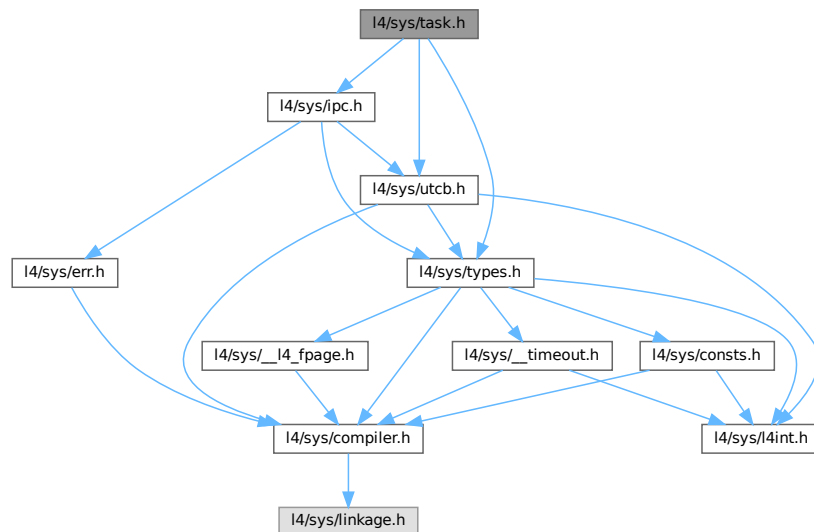 l4/sys/task.h
l4/sys/ipc.h
l4/sys/utcb.h
l4/sys/err.h
l4/sys/types.h
l4/sys/__l4_fpage.h
l4/sys/__timeout.h
l4/sys/consts.h
l4/sys/compiler.h
l4/sys/l4int.h
l4/sys/linkage.h